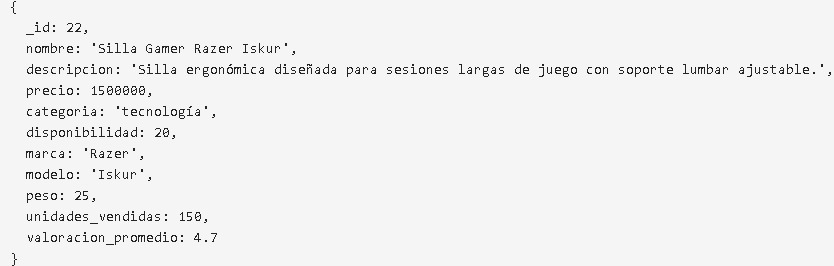 {
  _id: 22,
  nombre: 'Silla Gamer Razer Iskur',
  descripcion: 'Silla ergonómica diseñada para sesiones largas de juego con soporte lumbar ajustable.',
  precio: 1500000,
  categoria: 'tecnología',
  disponibilidad: 20,
  marca: 'Razer',
  modelo: 'Iskur',
  peso: 25,
  unidades_vendidas: 150,
  valoracion_promedio: 4.7
}